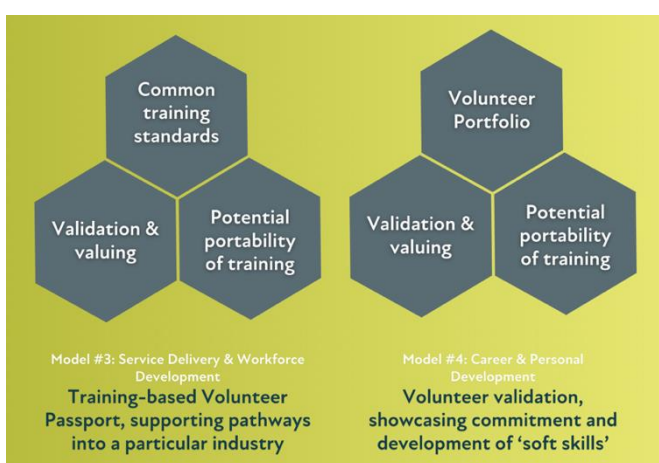 Common
training
standards
Validation &
valuing
Potential
portability
of training
Model #3: Service Delivery & Workforce
Development
Training-based Volunteer
Passport, supporting pathways
into a particular industry
Volunteer
Portfolio
Validation &
valuing
Potential
portability
of training
Model #4: Career & Personal
Development
Volunteer validation,
showcasing commitment and
development of ‘soft skills’